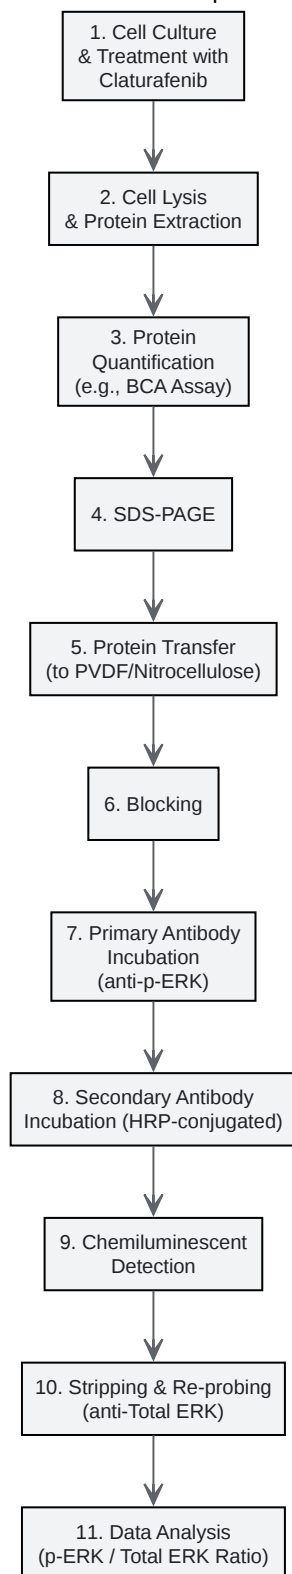 1. Cell Culture
& Treatment with
Claturafenib
2. Cell Lysis
& Protein Extraction
3. Protein
Quantification
(e.g., BCA Assay)
4. SDS-PAGE
5. Protein Transfer
(to PVDF/Nitrocellulose)
6. Blocking
7. Primary Antibody
Incubation
(anti-p-ERK)
8. Secondary Antibody
Incubation (HRP-conjugated)
9. Chemiluminescent
Detection
10. Stripping & Re-probing
(anti-Total ERK)
11. Data Analysis
(p-ERK / Total ERK Ratio)